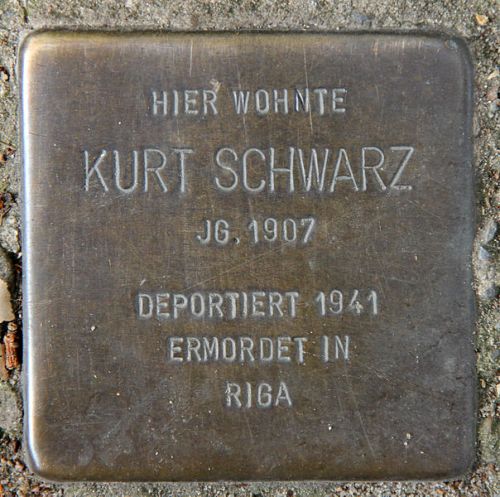 HIER WOHNTE
KURT SCHWARZ
JG. 1907
DEPORTIERT 1941
ERMORDET IN
RIGA